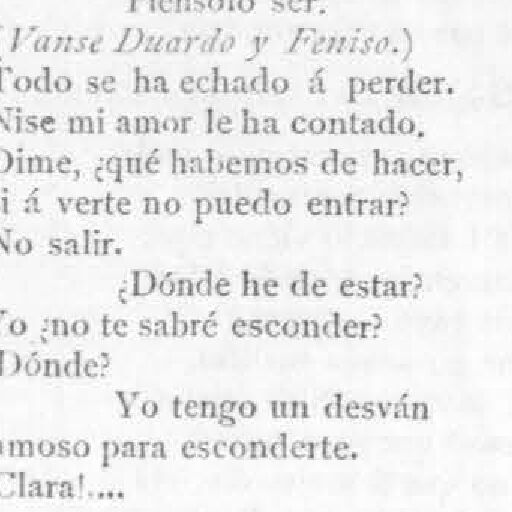 Piénsolo ser.
(Vanse Duardo y Feniso.)
Todo se ha echado á perder.
Nise mi amor le ha contado.
Dime, ¿qué habemos de hacer,
i á verte no puedo entrar?
No salir.
¿Dónde he de estar?
Yo ¿no te sabré esconder?
¿Dónde?
Yo tengo un desván
amoso para esconderte.
Clara!....